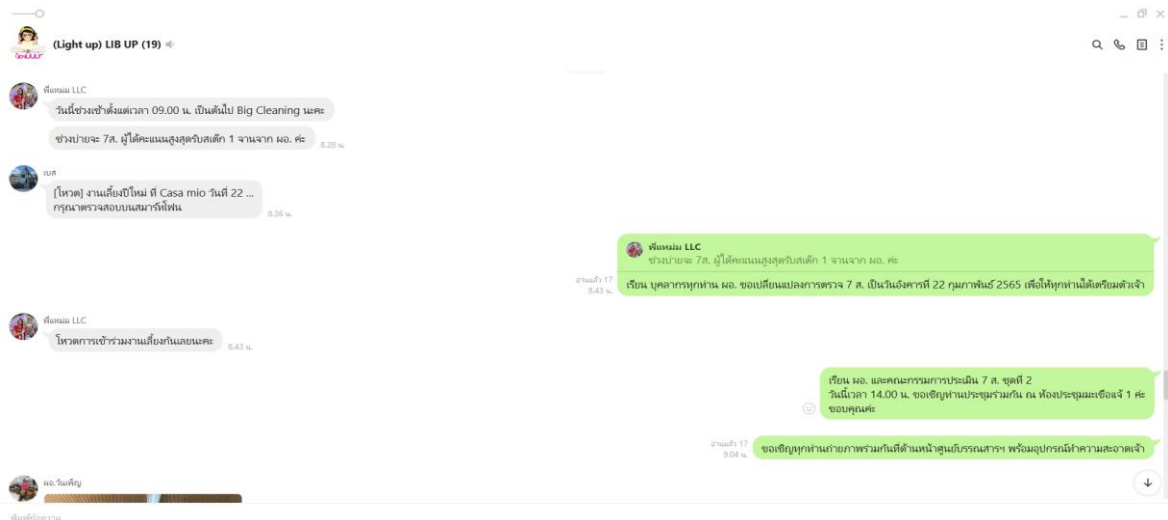 (Light up) LIB UP (19)
พี่แหม่ม LLC
วันนี้ช่วงเช้าตั้งแต่เวลา 09.00 น. เป็นต้นไป Big Cleaning นะคะ
ช่วงบ่ายจะ 7ส. ผู้ได้คะแนนสูงสุดรับสเต๊ก 1 จานจาก ผอ. ค่ะ
8.28 น.
เบส
[โหวต] งานเลี้ยงปีใหม่ ที่ Casa mio วันที่ 22 ...
กรุณาตรวจสอบบนสมาร์ทโฟน
8.36 น.
พี่แหม่ม LLC
ช่วงบ่ายจะ 7ส. ผู้ได้คะแนนสูงสุดรับสเต๊ก 1 จานจาก ผอ. ค่ะ
อ่านแล้ว 17
8.43 น.
เรียน บุคลากรทุกท่าน ผอ. ขอเปลี่ยนแปลงการตรวจ 7 ส. เป็นวันอังคารที่ 22 กุมภาพันธ์ 2565 เพื่อให้ทุกท่านได้เตรียมตัวเจ้า
พี่แหม่ม LLC
โหวตการเข้าร่วมงานเลี้ยงกันเลยนะคะ
8.43 น.
เรียน ผอ. และคณะกรรมการประเมิน 7 ส. ชุดที่ 2
วันนี้เวลา 14.00 น. ขอเชิญท่านประชุมร่วมกัน ณ ห้องประชุมมะเขือแจ้ 1 ค่ะ
ขอบคุณค่ะ
อ่านแล้ว 17
9.04 น.
ขอเชิญทุกท่านถ่ายภาพร่วมกันที่ด้านหน้าศูนย์บรรณสารฯ พร้อมอุปกรณ์ทำความสะอาดเจ้า
ผอ.วันเพ็ญ
พิมพ์ข้อความ